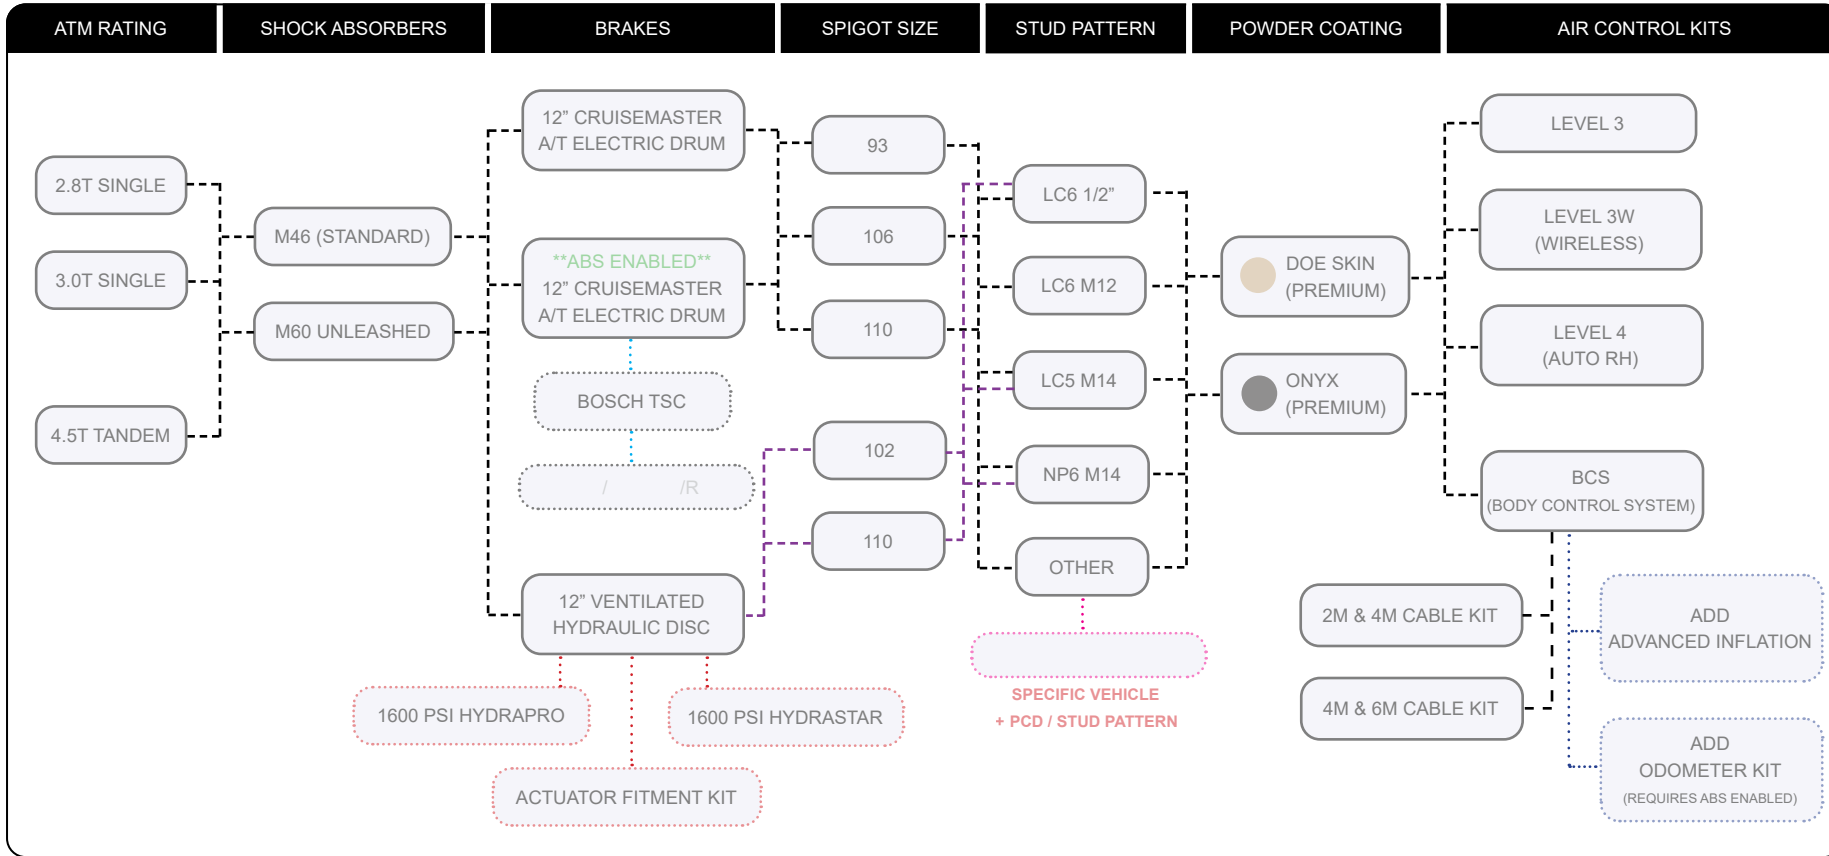 ATM RATING
SHOCK ABSORBERS
BRAKES
SPIGOT SIZE
STUD PATTERN
POWDER COATING
AIR CONTROL KITS
2.8T SINGLE
3.0T SINGLE
4.5T TANDEM
M46 (STANDARD)
M60 UNLEASHED
12” CRUISEMASTER
A/T ELECTRIC DRUM
**ABS ENABLED**
12” CRUISEMASTER
A/T ELECTRIC DRUM
BOSCH TSC
/ /R
12” VENTILATED
HYDRAULIC DISC
1600 PSI HYDRAPRO
1600 PSI HYDRASTAR
ACTUATOR FITMENT KIT
93
106
110
102
110
LC6 1/2”
LC6 M12
LC5 M14
NP6 M14
OTHER
SPECIFIC VEHICLE
+ PCD / STUD PATTERN
DOE SKIN
(PREMIUM)
ONYX
(PREMIUM)
LEVEL 3
LEVEL 3W
(WIRELESS)
LEVEL 4
(AUTO RH)
BCS
(BODY CONTROL SYSTEM)
2M & 4M CABLE KIT
4M & 6M CABLE KIT
ADD
ADVANCED INFLATION
ADD
ODOMETER KIT
(REQUIRES ABS ENABLED)